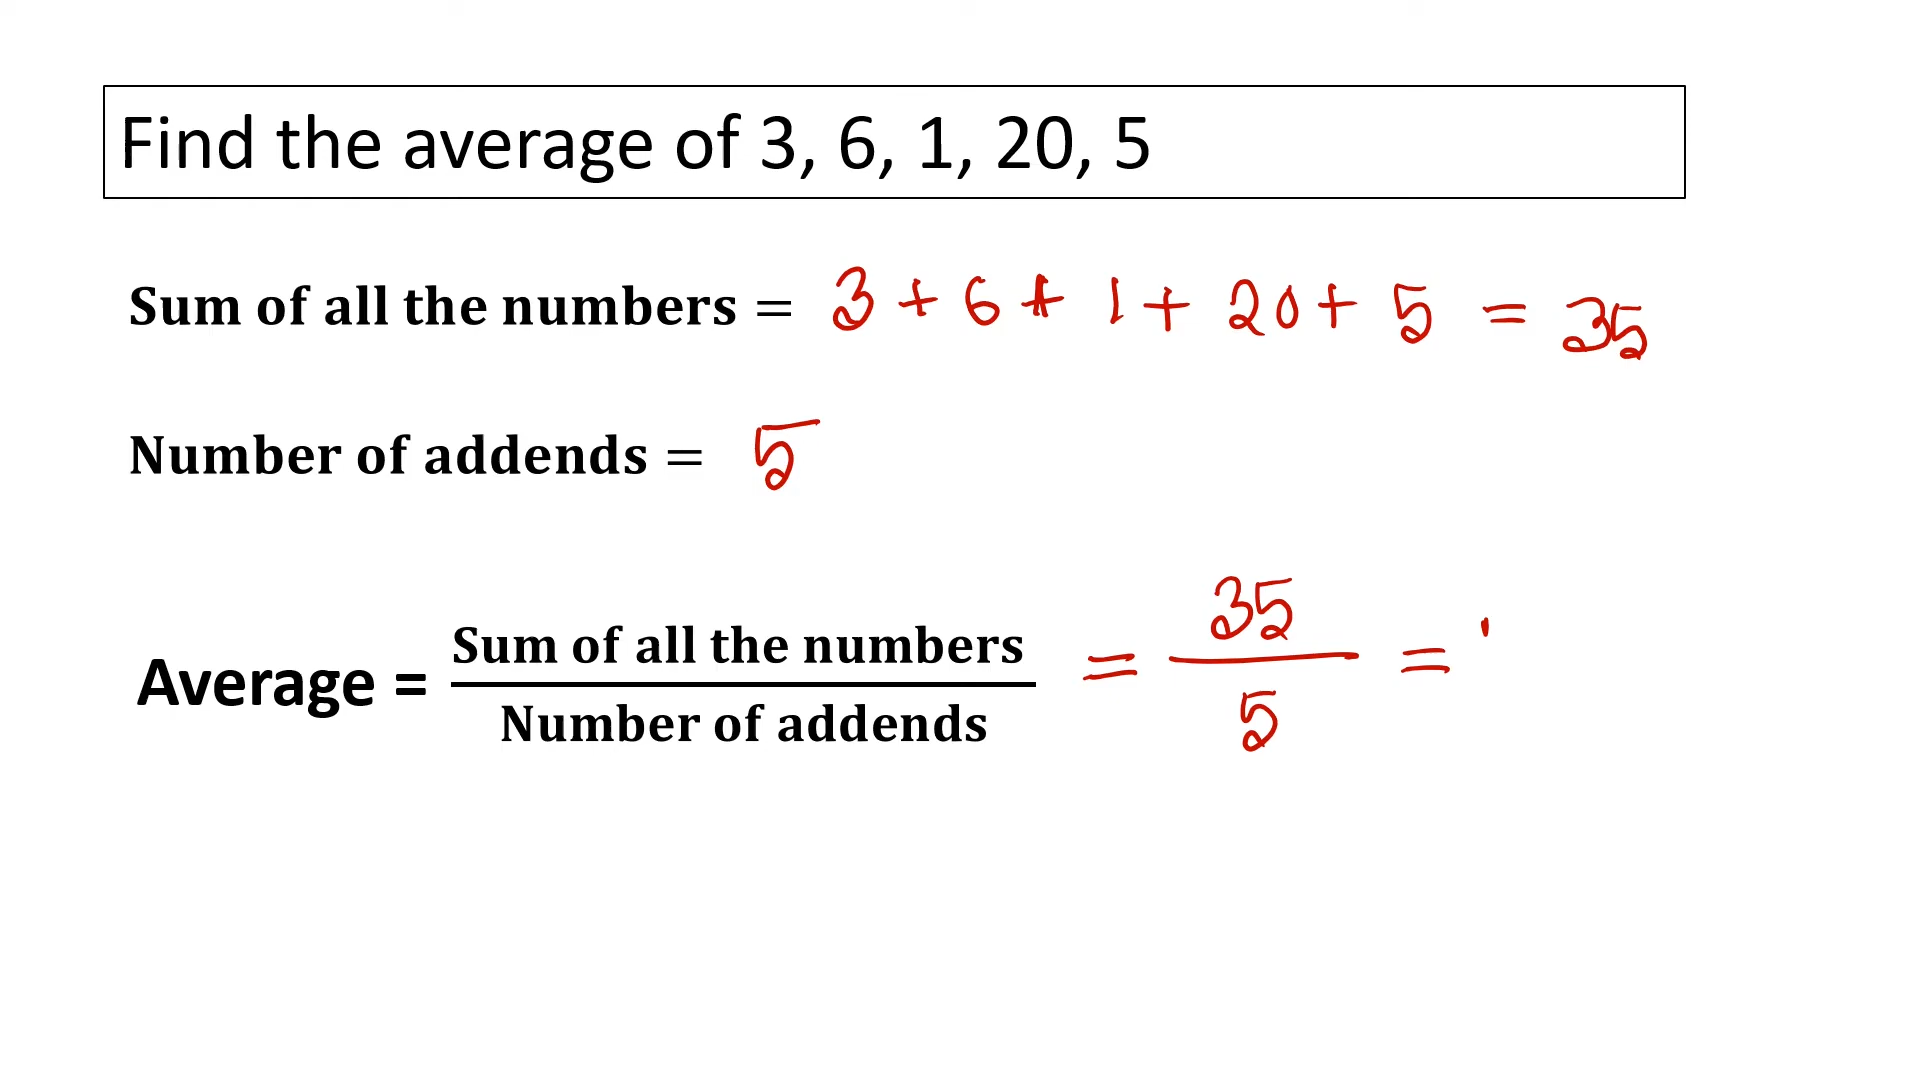 Find the average of 3, 6, 1, 20, 5
Sum of all the numbers = 3 + 6 + 1 + 20 + 5 = 35
Number of addends = 5
Average = Sum of all the numbers / Number of addends = 35 / 5 =